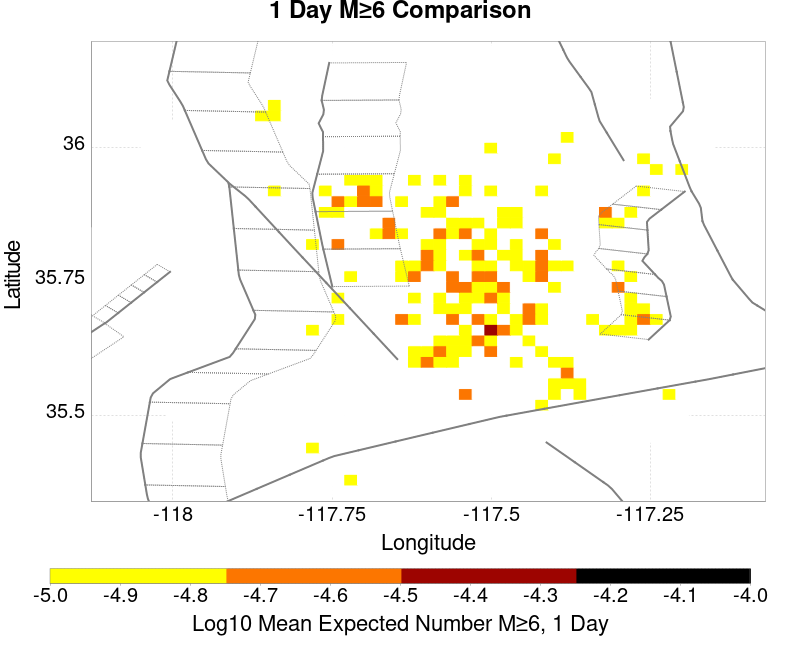 1 Day M≥6 Comparison
36
35.75
35.5
Latitude
-118 -117.75 -117.5 -117.25
Longitude
-5.0 -4.9 -4.8 -4.7 -4.6 -4.5 -4.4 -4.3 -4.2 -4.1 -4.0
Log10 Mean Expected Number M≥6, 1 Day